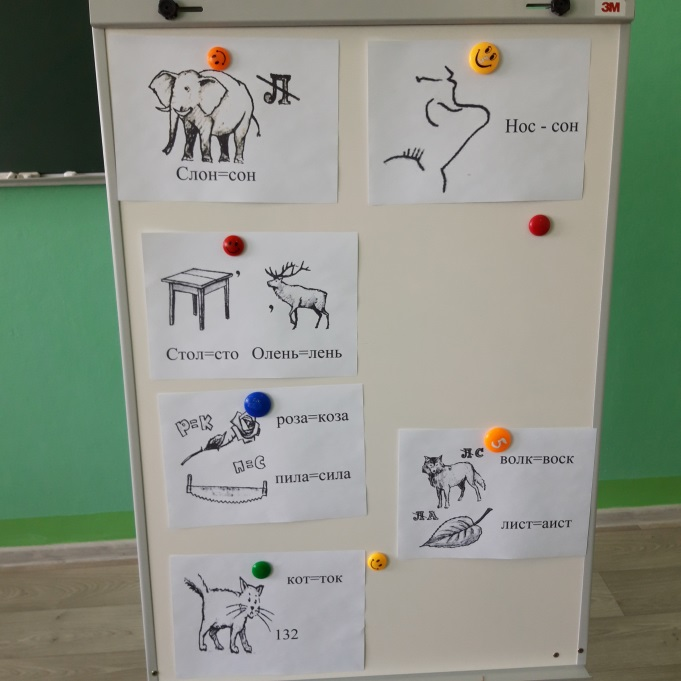 3M
Л
Слон=сон
Нос - сон
,
,
Стол=сто Олень=лень
Р=К
роза=коза
П=С
пила=сила
5
ЛС
волк=воск
ЛА
лист=аист
кот=ток
132